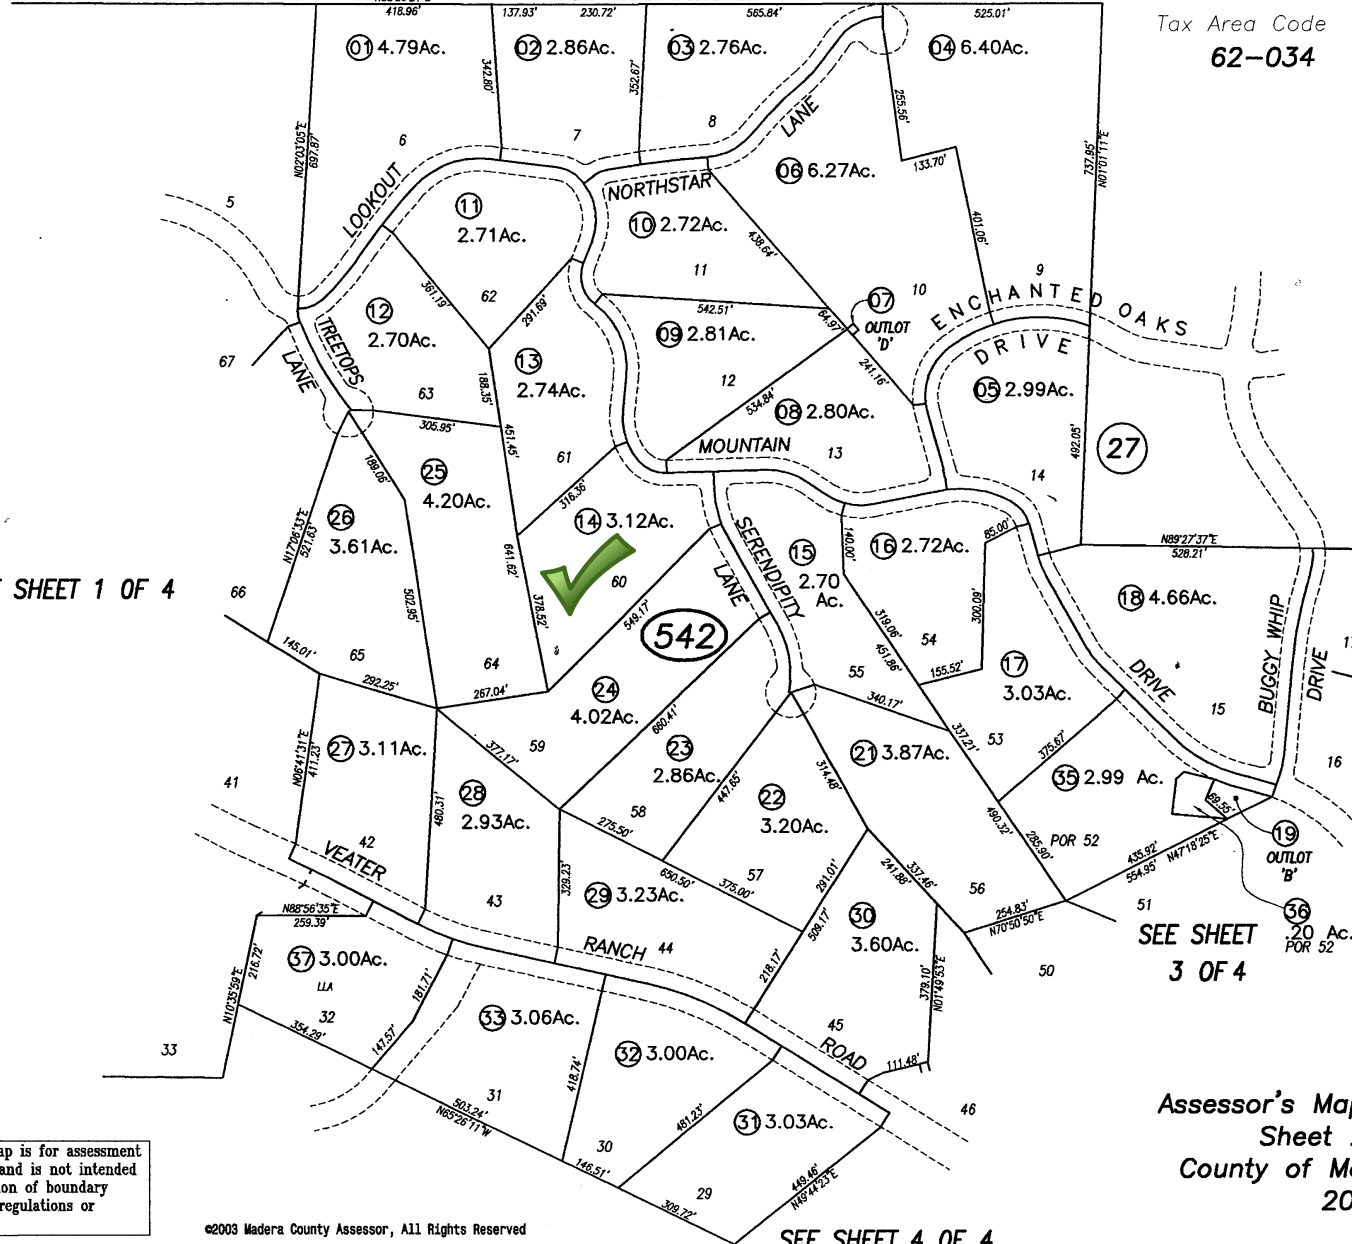 418.96' 137.93' 230.72' 565.84' 525.01'
Tax Area Code
62-034
01 4.79Ac. 02 2.86Ac. 03 2.76Ac. 04 6.40Ac.
342.80' 352.67' 255.56'
N02°03'05"E
697.87'
6 7 8
LANE
133.70'
737.95'
N01°01'11"E
LOOKOUT
NORTHSTAR
06 6.27Ac.
5
11
2.71Ac.
10 2.72Ac.
438.64'
401.06'
11
9
62
361.19'
291.69'
542.51'
64.97'
07
OUTLOT
'D'
10
ENCHANTED OAKS
DRIVE
12
2.70Ac.
TREETOPS
LANE
67
63
305.95'
13
2.74Ac.
188.35'
451.45'
61
09 2.81Ac.
12
534.84'
241.16'
08 2.80Ac.
05 2.99Ac.
492.05'
27
MOUNTAIN
13
14
189.06'
25
4.20Ac.
316.36'
26
3.61Ac.
N17°06'33"E
521.63'
14 3.12Ac.
60
641.62'
378.52'
549.17'
SERENDIPITY
LANE
542
15
2.70
Ac.
140.00'
16 2.72Ac.
85.00'
300.09'
N89°27'37"E
528.21'
18 4.66Ac.
SHEET 1 OF 4
66
502.95'
145.01'
65
292.25'
64
267.04'
319.06'
451.86'
54
155.52'
55
17
3.03Ac.
DRIVE
BUGGY WHIP
DRIVE
15
16
24
4.02Ac.
660.41'
59
377.17'
340.17'
337.21'
53
375.67'
27 3.11Ac.
N06°41'31"E
411.23'
41
42
28
2.93Ac.
480.31'
23
2.86Ac.
447.65'
58
275.50'
22
3.20Ac.
314.48'
57
21 3.87Ac.
490.32'
285.90'
35 2.99 Ac.
POR 52
69.55'
435.92'
554.95'
N47°18'25"E
19
OUTLOT
'B'
VEATER
43
329.23'
29 3.23Ac.
650.50'
375.00'
291.01'
509.17'
218.17'
337.46'
241.88'
56
254.83'
N70°50'50"E
51
36
.20 Ac.
POR 52
SEE SHEET
3 OF 4
30
3.60Ac.
50
379.10'
N01°49'53"E
N88°56'35"E
259.39'
216.72'
N10°35'59"E
37 3.00Ac.
LLA
32
354.29'
181.71'
147.57'
RANCH 44
33
33 3.06Ac.
31
418.74'
503.24'
N65°26'11"W
32 3.00Ac.
30
146.51'
481.23'
45
ROAD
111.48'
46
31 3.03Ac.
29
309.72'
449.46'
N49°44'23"E
Assessor's Map
Sheet
County of
20
ap is for assessment
and is not intended
ion of boundary
regulations or
©2003 Madera County Assessor, All Rights Reserved
SEE SHEET 4 OF 4